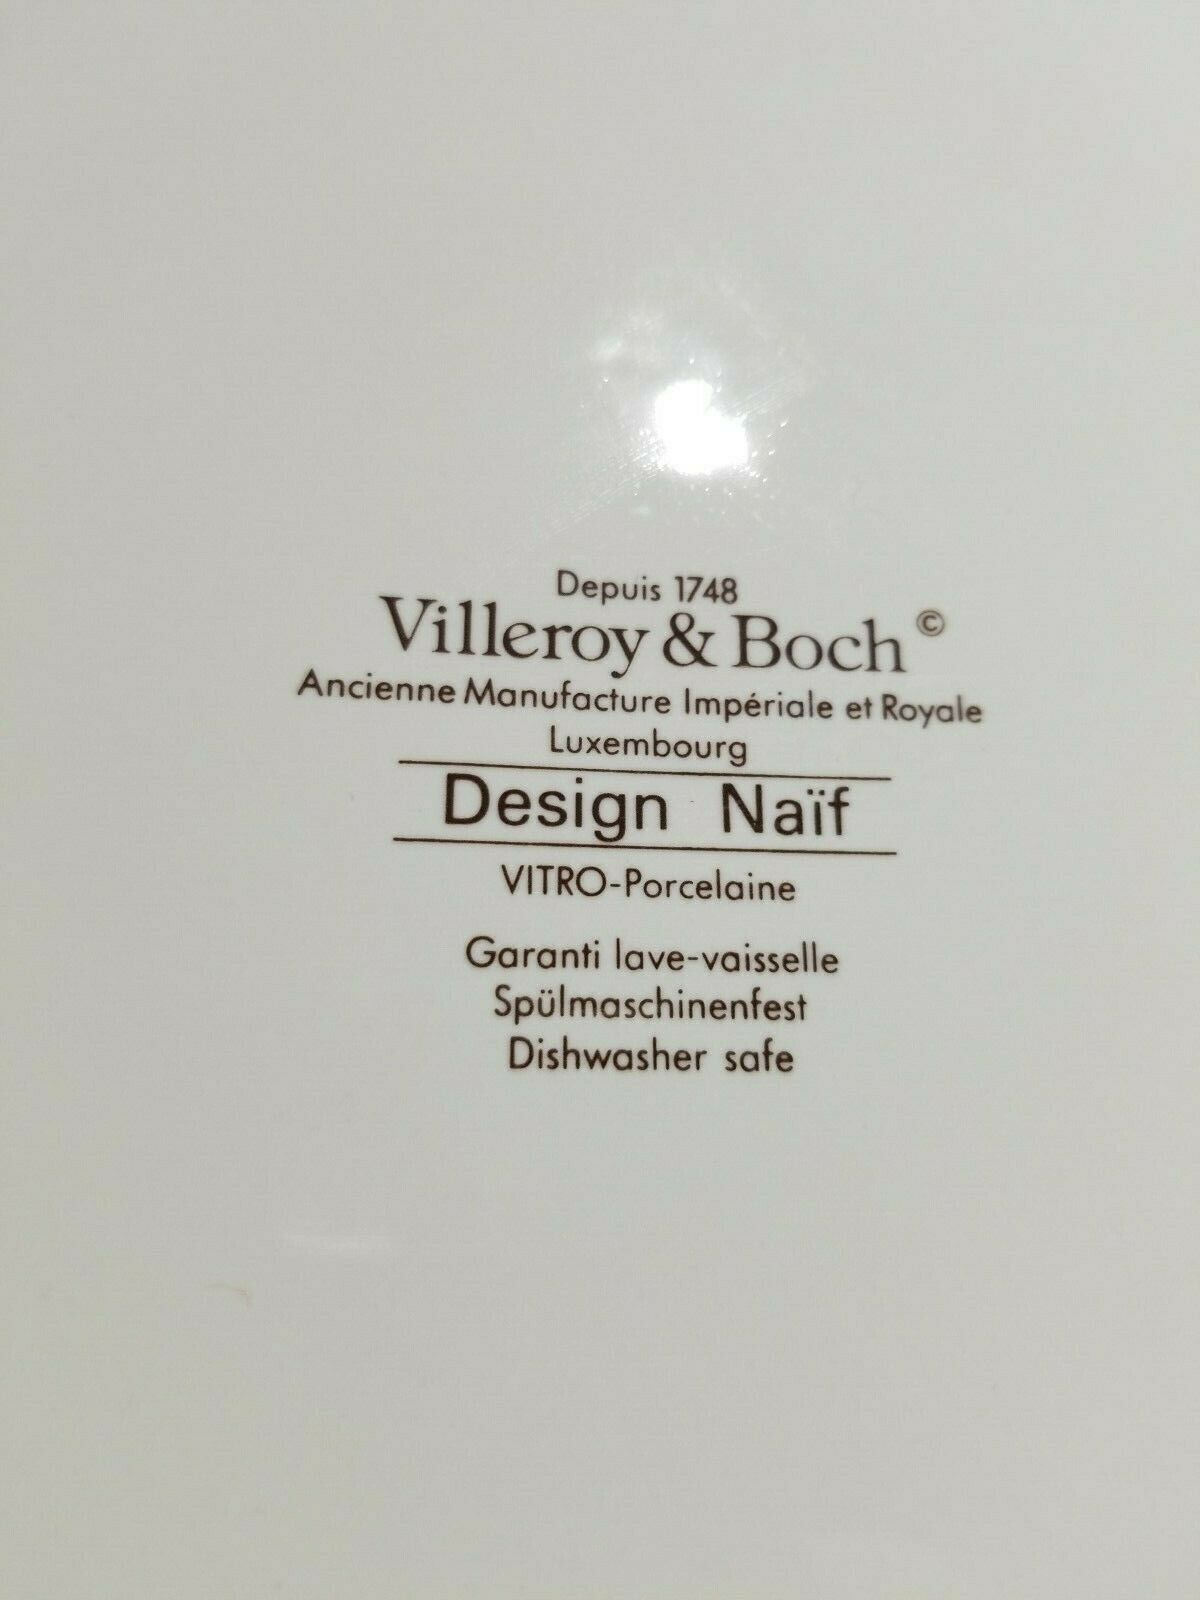 Depuis 1748
Villeroy & Boch©
Ancienne Manufacture Impériale et Royale
Luxembourg
Design Naïf
VITRO-Porcelaine
Garanti lave-vaisselle
Spülmaschinenfest
Dishwasher safe